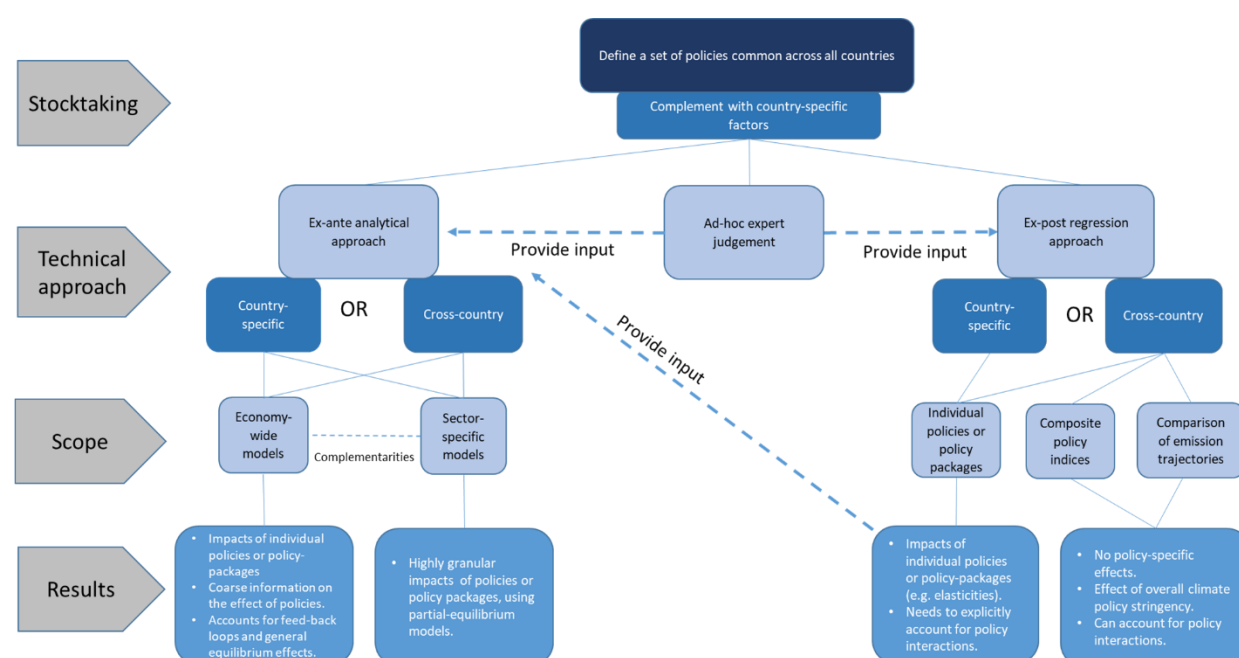 Stocktaking
Define a set of policies common across all countries
Complement with country-specific
factors
Technical
approach
Ex-ante analytical
approach
Provide input
Ad-hoc expert
judgement
Provide input
Ex-post regression
approach
Country-
specific
OR
Cross-country
Provide input
Country-
specific
OR
Cross-country
Scope
Economy-
wide
models
Complementarities
Sector-
specific
models
Individual
policies or
policy
packages
Composite
policy
indices
Comparison
of emission
trajectories
Results
• Impacts of individual
policies or policy-
packages
• Coarse information on
the effect of policies.
• Accounts for feed-back
loops and general
equilibrium effects.
• Highly granular
impacts of policies or
policy packages, using
partial-equilibrium
models.
• Impacts of
individual policies
or policy-packages
(e.g. elasticities).
• Needs to explicitly
account for policy
interactions.
• No policy-specific
effects.
• Effect of overall climate
policy stringency.
• Can account for policy
interactions.